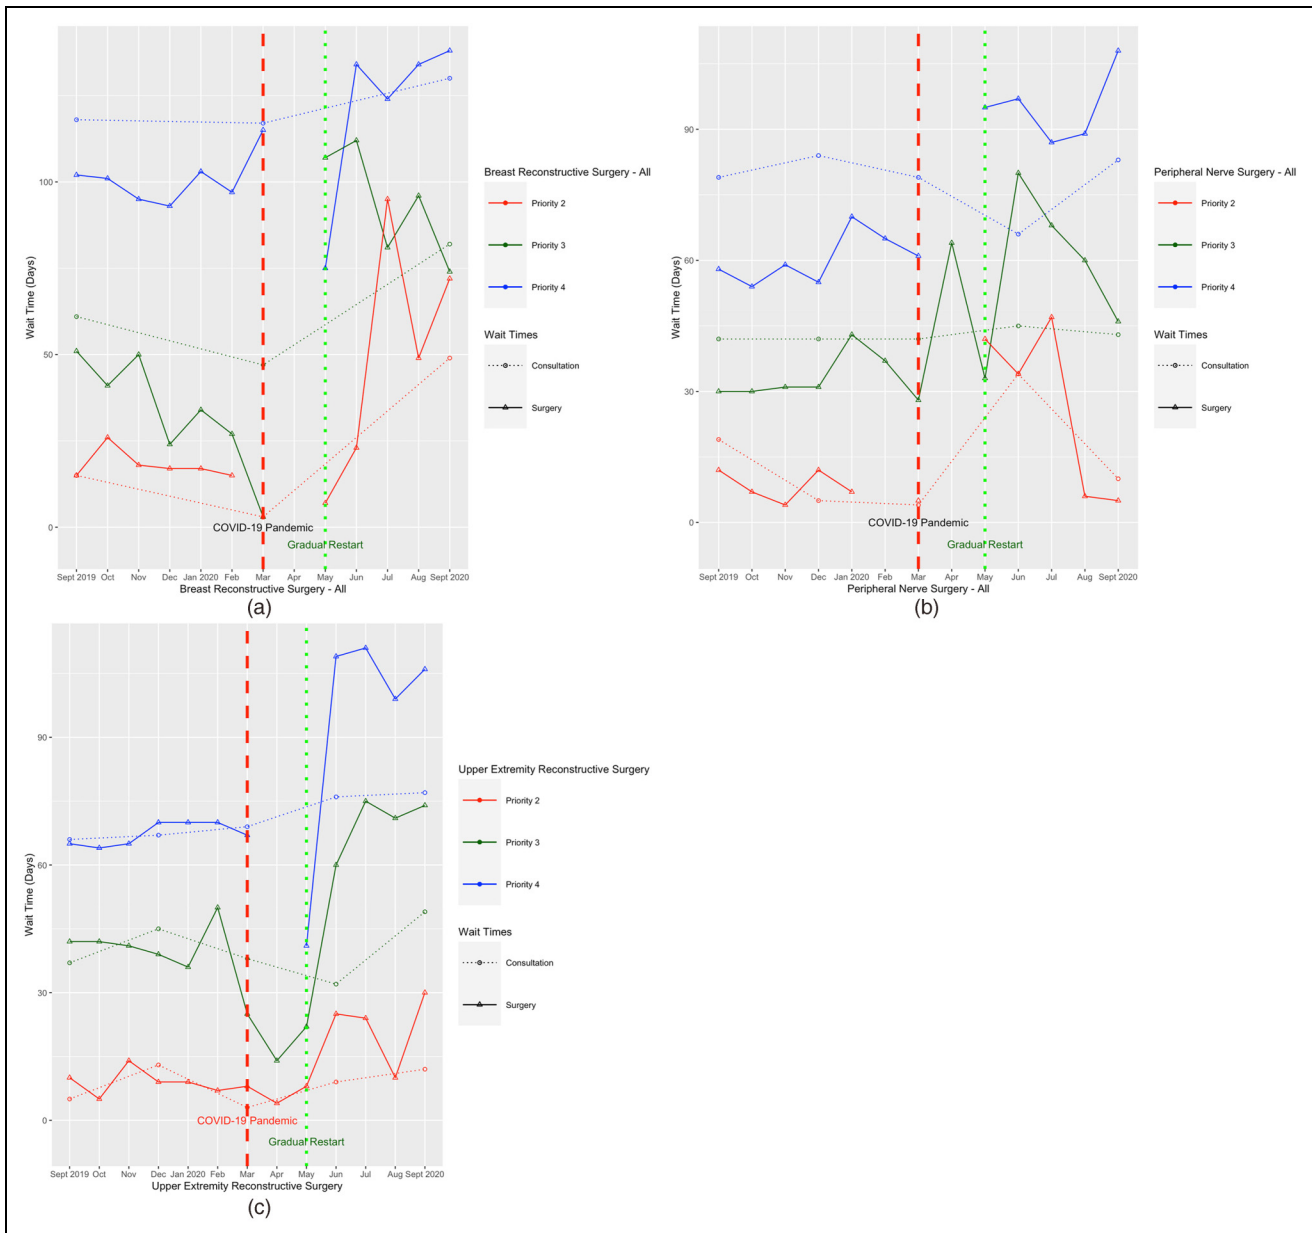 Wait Time (Days)
100
50
0
COVID-19 Pandemic
Gradual Restart
Sept 2019 Oct Nov Dec Jan 2020 Feb Mar Apr May Jun Jul Aug Sept 2020
Breast Reconstructive Surgery - All
(a)
Breast Reconstructive Surgery - All
Priority 2
Priority 3
Priority 4
Wait Times
Consultation
Surgery
Wait Time (Days)
90
60
30
0
COVID-19 Pandemic
Gradual Restart
Sept 2019 Oct Nov Dec Jan 2020 Feb Mar Apr May Jun Jul Aug Sept 2020
Peripheral Nerve Surgery - All
(b)
Peripheral Nerve Surgery - All
Priority 2
Priority 3
Priority 4
Wait Times
Consultation
Surgery
Wait Time (Days)
90
60
30
0
COVID-19 Pandemic
Gradual Restart
Sept 2019 Oct Nov Dec Jan 2020 Feb Mar Apr May Jun Jul Aug Sept 2020
Upper Extremity Reconstructive Surgery
(c)
Upper Extremity Reconstructive Surgery
Priority 2
Priority 3
Priority 4
Wait Times
Consultation
Surgery